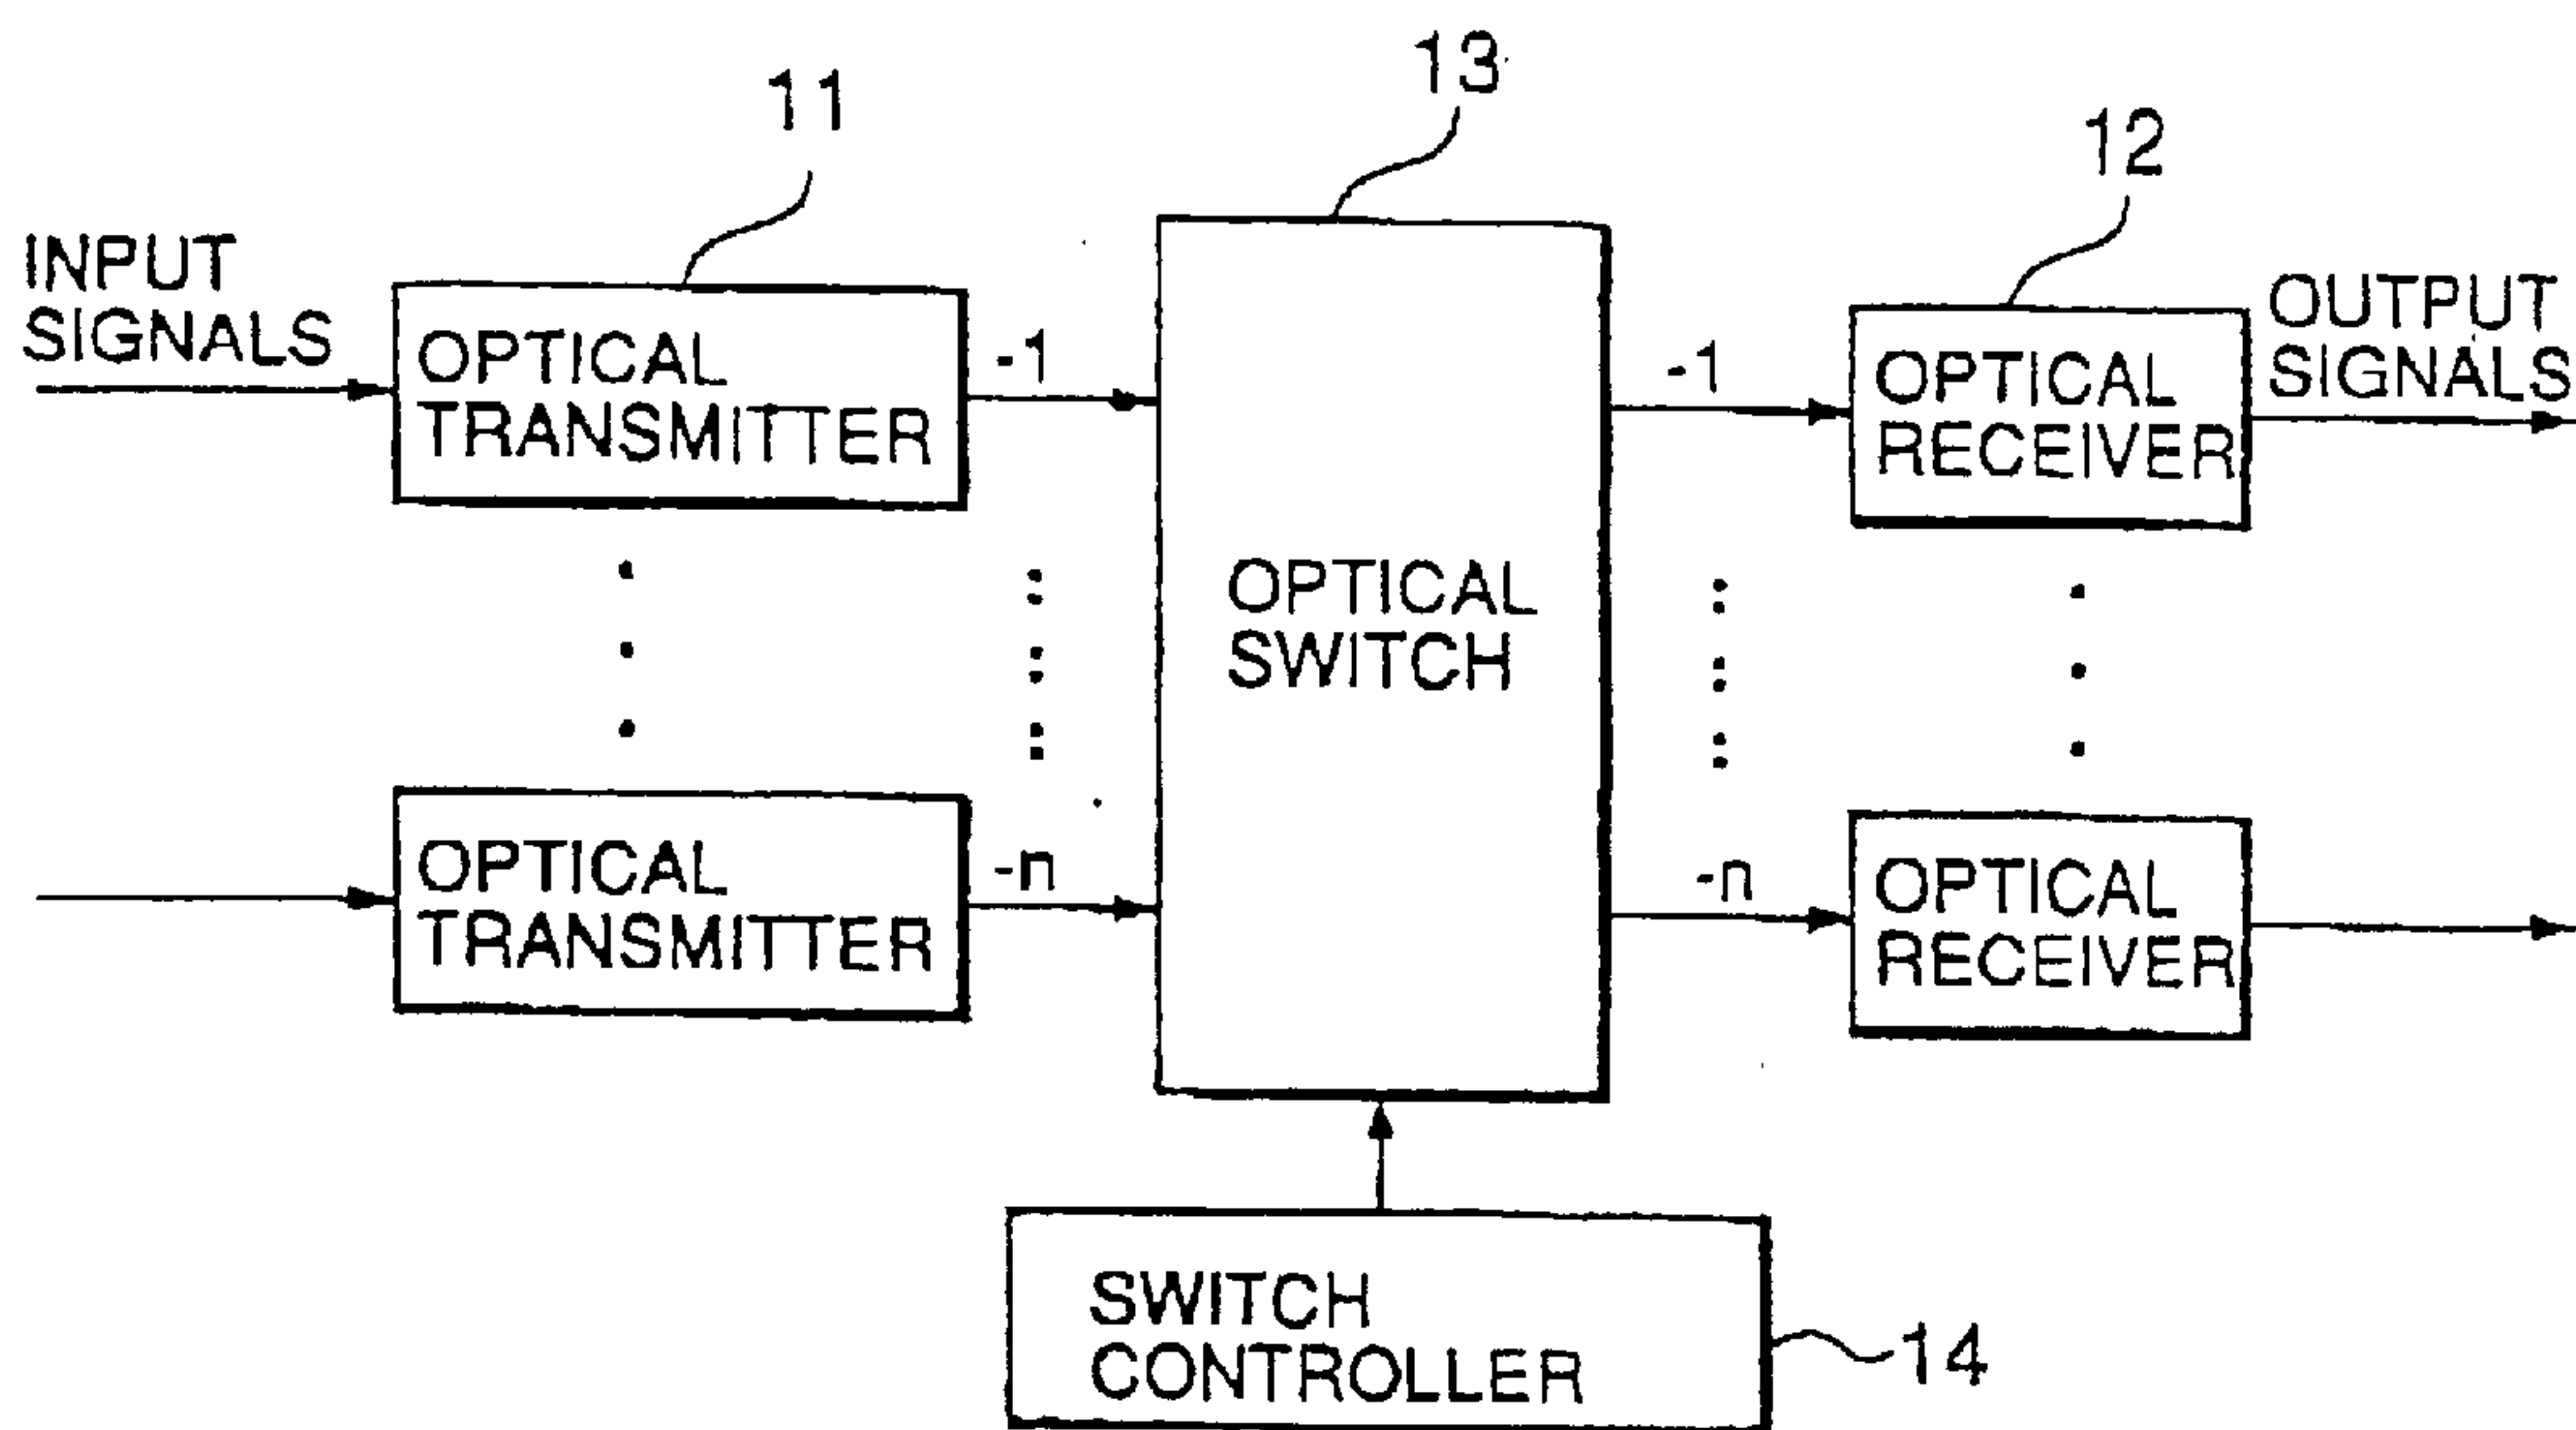 13
11
12
INPUT
SIGNALS
OUTPUT
SIGNALS
OPTICAL
TRANSMITTER
-1
-1
OPTICAL
RECEIVER
OPTICAL
SWITCH
OPTICAL
TRANSMITTER
-n
-n
OPTICAL
RECEIVER
SWITCH
CONTROLLER
14